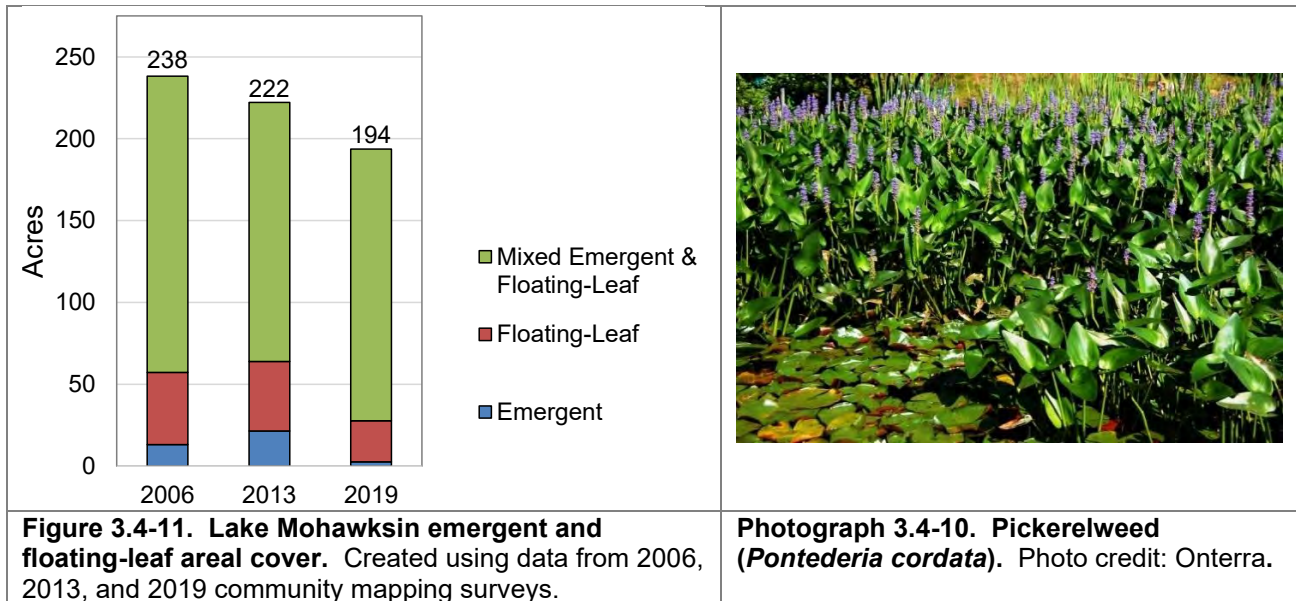 250
200
150
100
50
0
Acres
238
222
194
2006 2013 2019
Mixed Emergent &
Floating-Leaf
Floating-Leaf
Emergent
Figure 3.4-11. Lake Mohawksin emergent and
floating-leaf areal cover. Created using data from 2006,
2013, and 2019 community mapping surveys.
Photograph 3.4-10. Pickerelweed
(Pontederia cordata). Photo credit: Onterra.